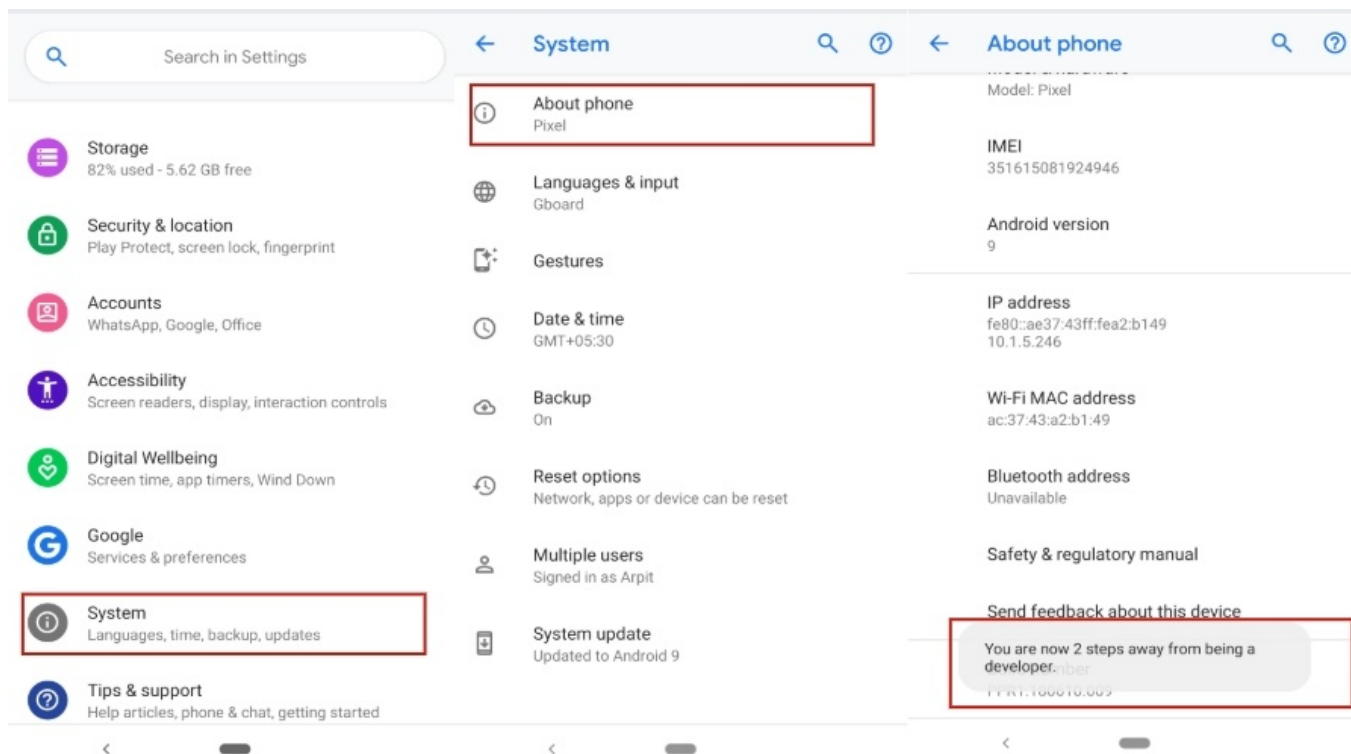 Search in Settings
Storage
82% used - 5.62 GB free
Security & location
Play Protect, screen lock, fingerprint
Accounts
WhatsApp, Google, Office
Accessibility
Screen readers, display, interaction controls
Digital Wellbeing
Screen time, app timers, Wind Down
Google
Services & preferences
System
Languages, time, backup, updates
Tips & support
Help articles, phone & chat, getting started
System
About phone
Pixel
Languages & input
Gboard
Gestures
Date & time
GMT+05:30
Backup
On
Reset options
Network, apps or device can be reset
Multiple users
Signed in as Arpit
System update
Updated to Android 9
About phone
Model: Pixel
IMEI
351615081924946
Android version
9
IP address
fe80::ae37:43ff:fea2:b149
10.1.5.246
Wi-Fi MAC address
ac:37:43:a2:b1:49
Bluetooth address
Unavailable
Safety & regulatory manual
Send feedback about this device
You are now 2 steps away from being a
developer.